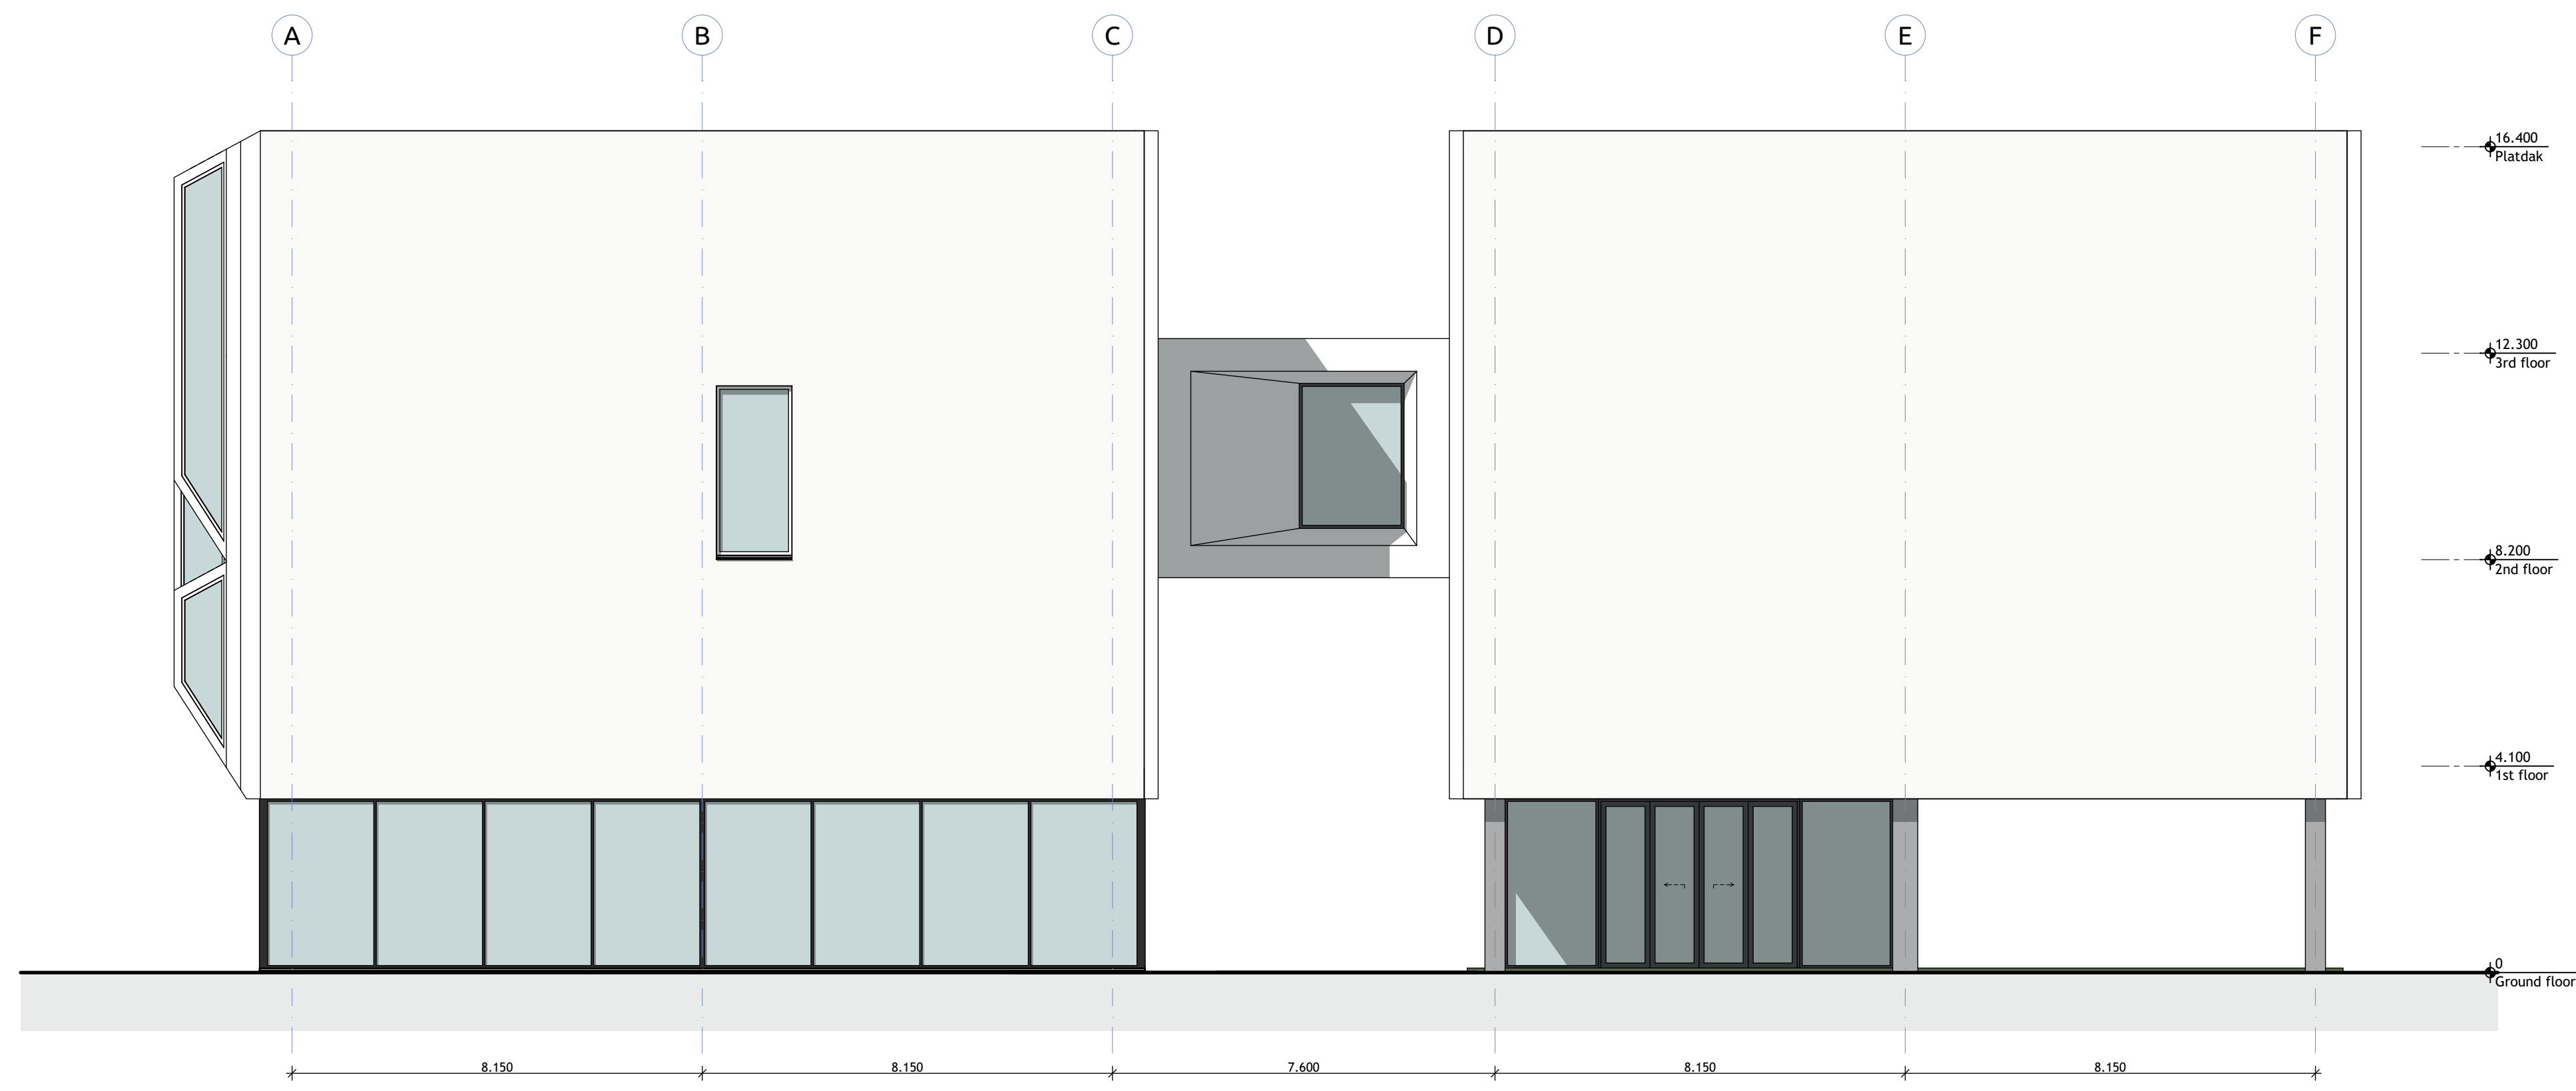 A B C D E F
16.400
Platdak
12.300
3rd floor
8.200
2nd floor
4.100
1st floor
0
Ground floor
8.150 8.150 7.600 8.150 8.150